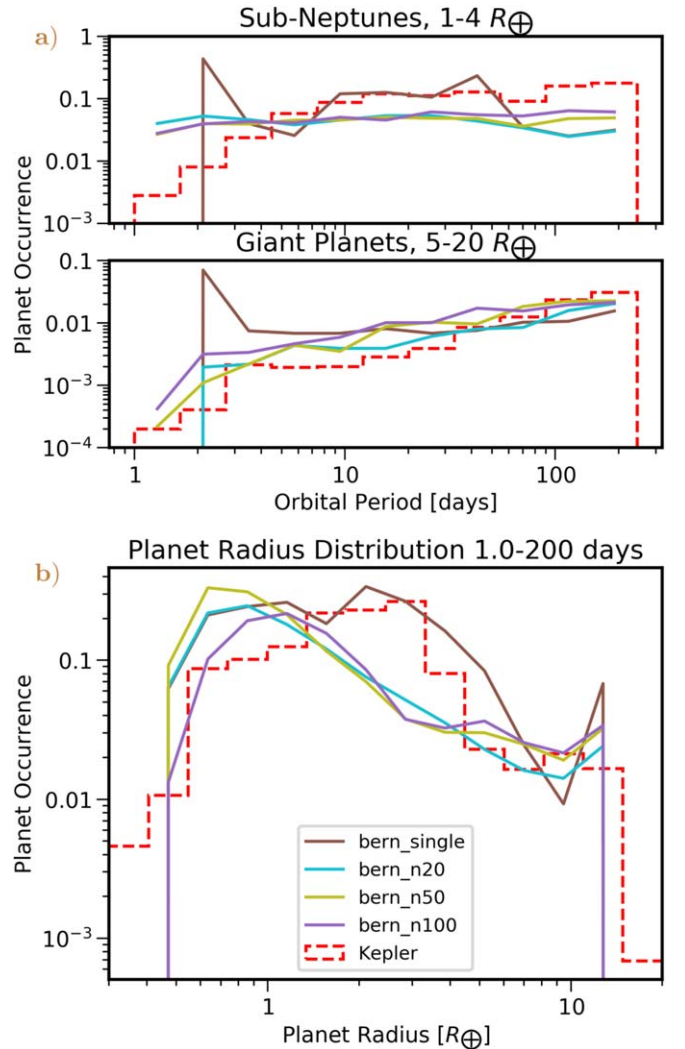 a)
Sub-Neptunes, 1-4 R⊕
1
0.1
0.01
10⁻³
Giant Planets, 5-20 R⊕
0.1
0.01
10⁻³
10⁻⁴
Planet Occurrence
1 10 100
Orbital Period [days]
b)
Planet Radius Distribution 1.0-200 days
0.1
0.01
10⁻³
Planet Occurrence
bern_single
bern_n20
bern_n50
bern_n100
Kepler
1 10
Planet Radius [R⊕]